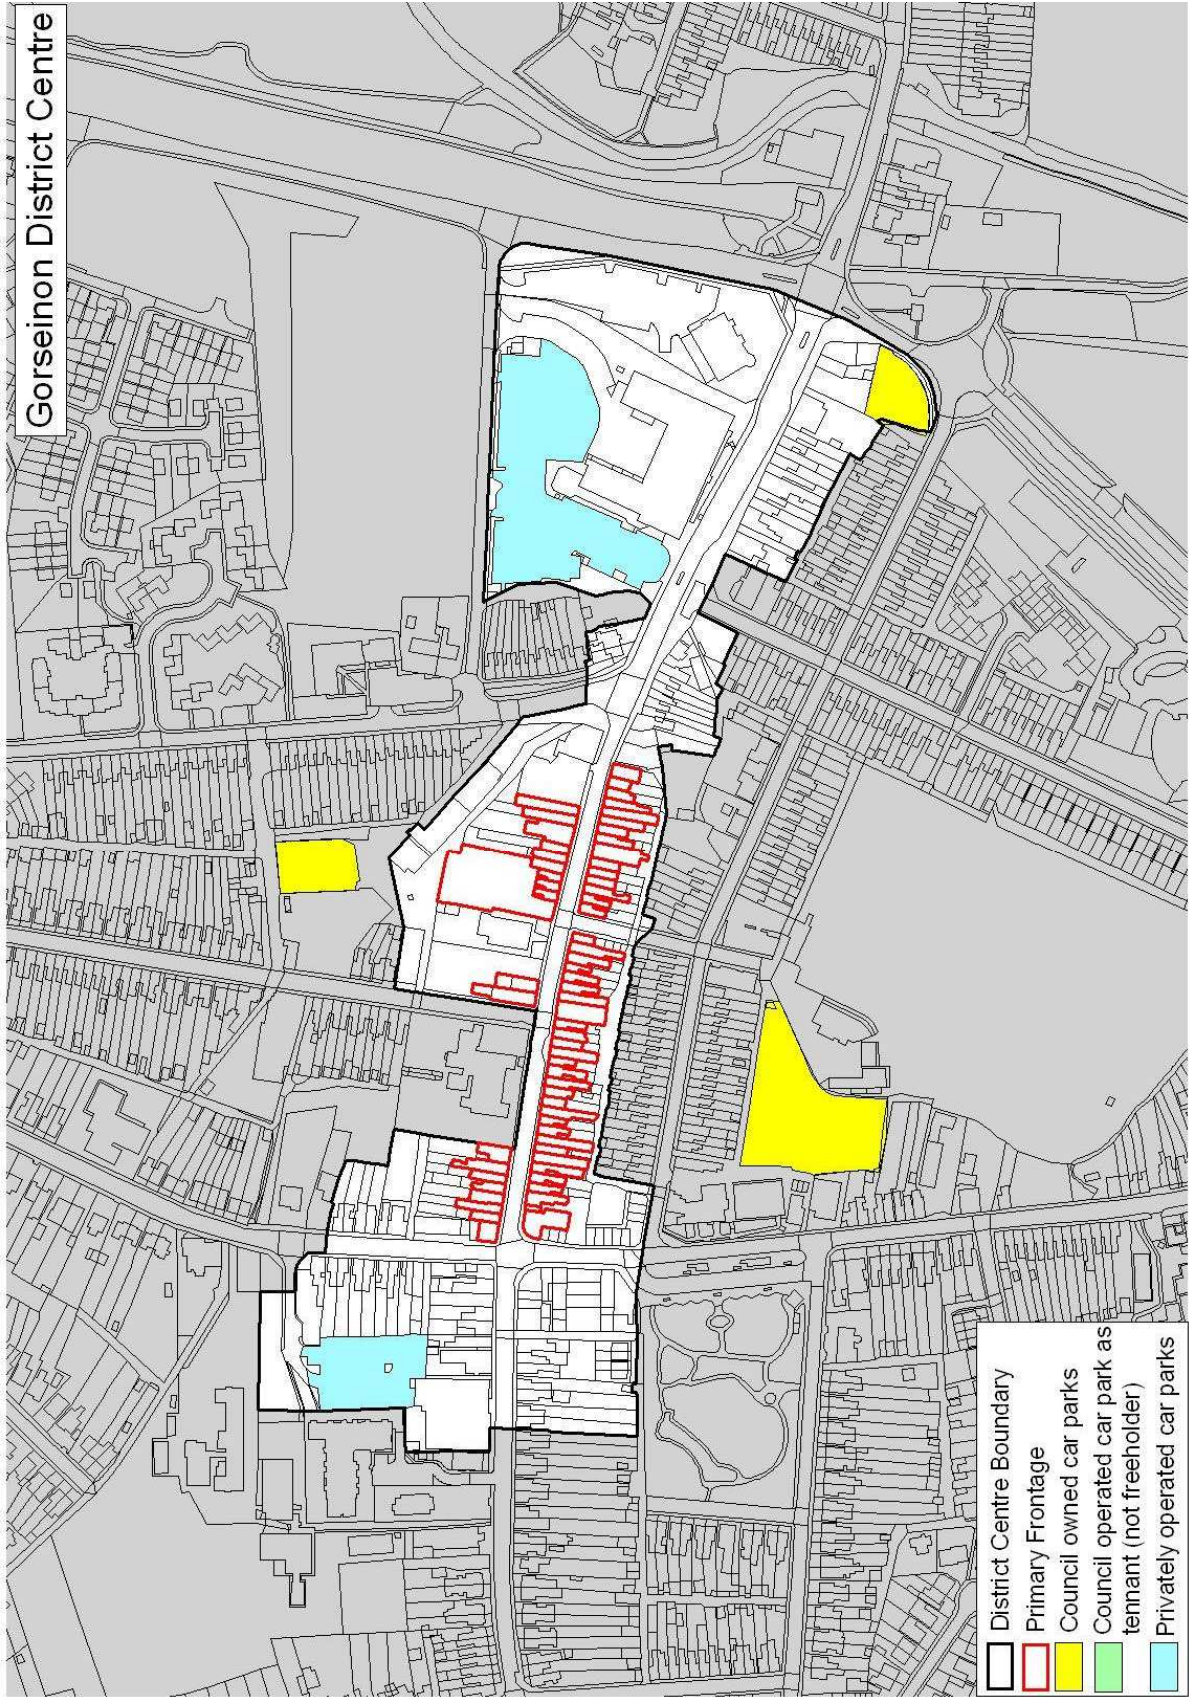 Gorseinon District Centre
District Centre Boundary
Primary Frontage
Council owned car parks
Council operated car park as
tennant (not freeholder)
Privately operated car parks